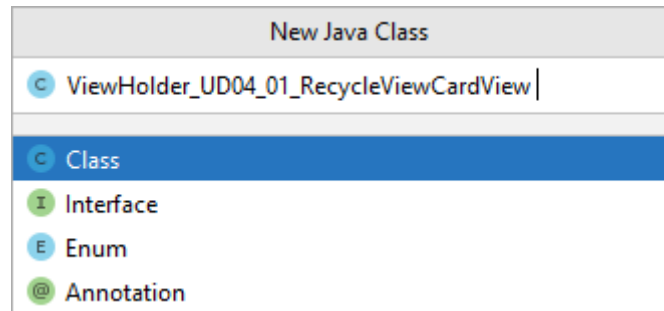 New Java Class
C ViewHolder_UD04_01_RecycleViewCardView
C Class
I Interface
E Enum
@ Annotation